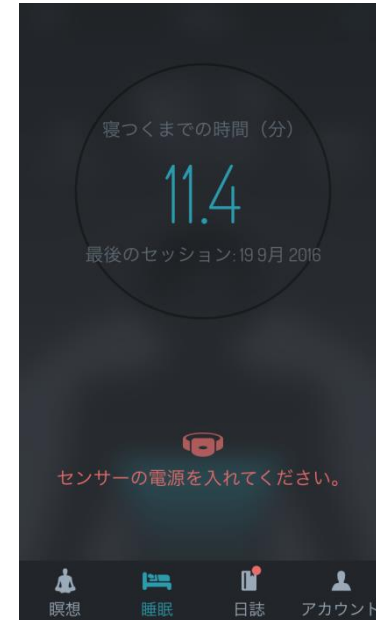 寝つくまでの時間（分）
11.4
最後のセッション: 19 9月 2016
センサーの電源を入れてください。
瞑想 睡眠 日誌 アカウント